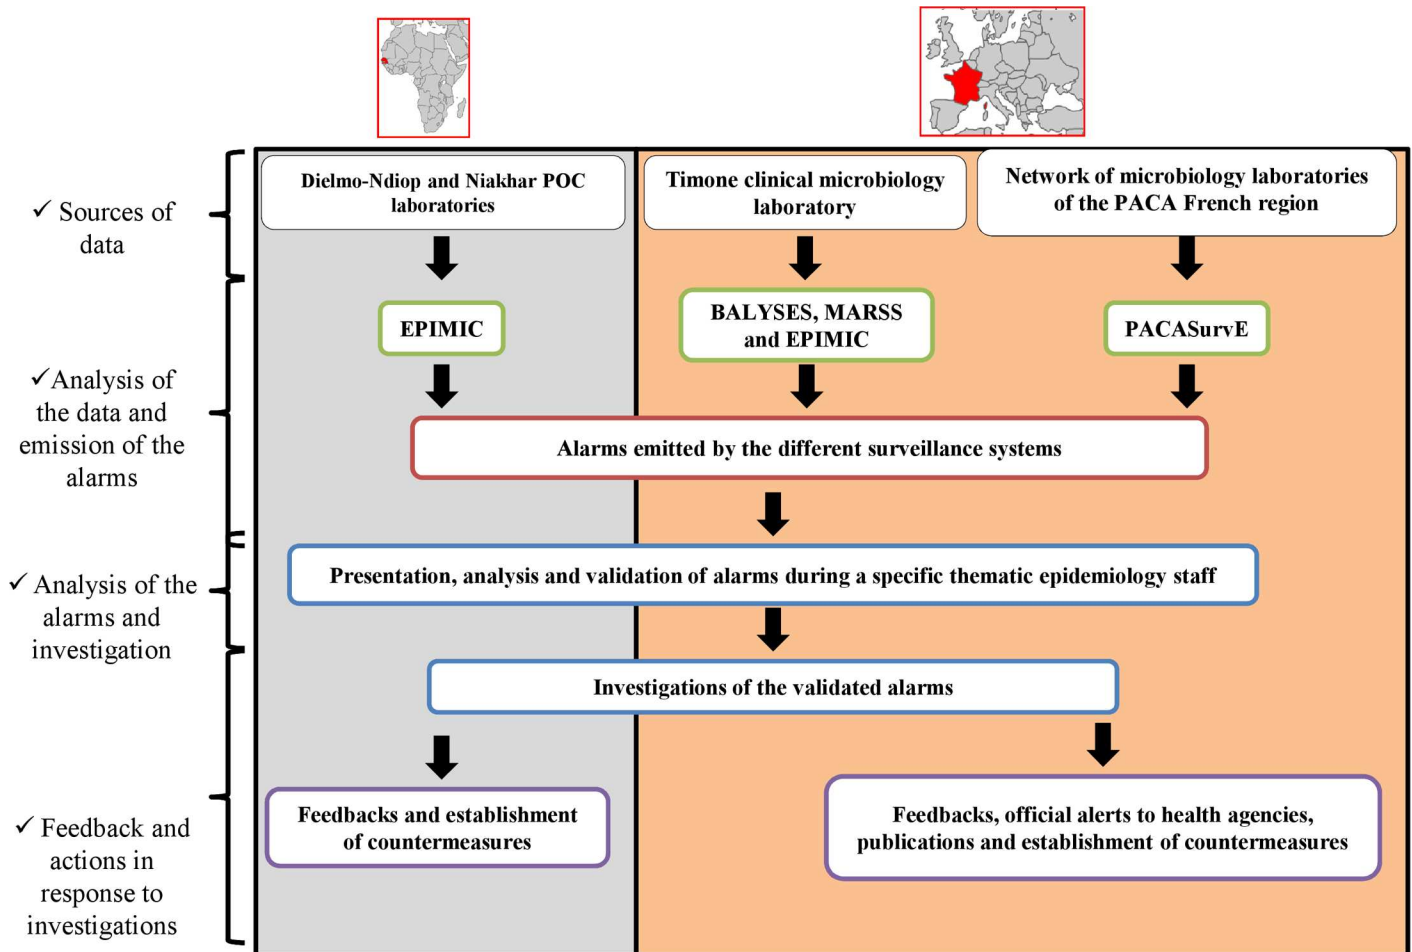 ✓ Sources of
data
Dielmo-Ndiop and Niakhar POC
laboratories
Timone clinical microbiology
laboratory
Network of microbiology laboratories
of the PACA French region
✓Analysis of
the data and
emission of the
alarms
EPIMIC
BALYSES, MARSS
and EPIMIC
PACASurvE
Alarms emitted by the different surveillance systems
✓ Analysis of the
alarms and
investigation
Presentation, analysis and validation of alarms during a specific thematic epidemiology staff
Investigations of the validated alarms
✓ Feedback and
actions in
response to
investigations
Feedbacks and establishment
of countermeasures
Feedbacks, official alerts to health agencies,
publications and establishment of countermeasures